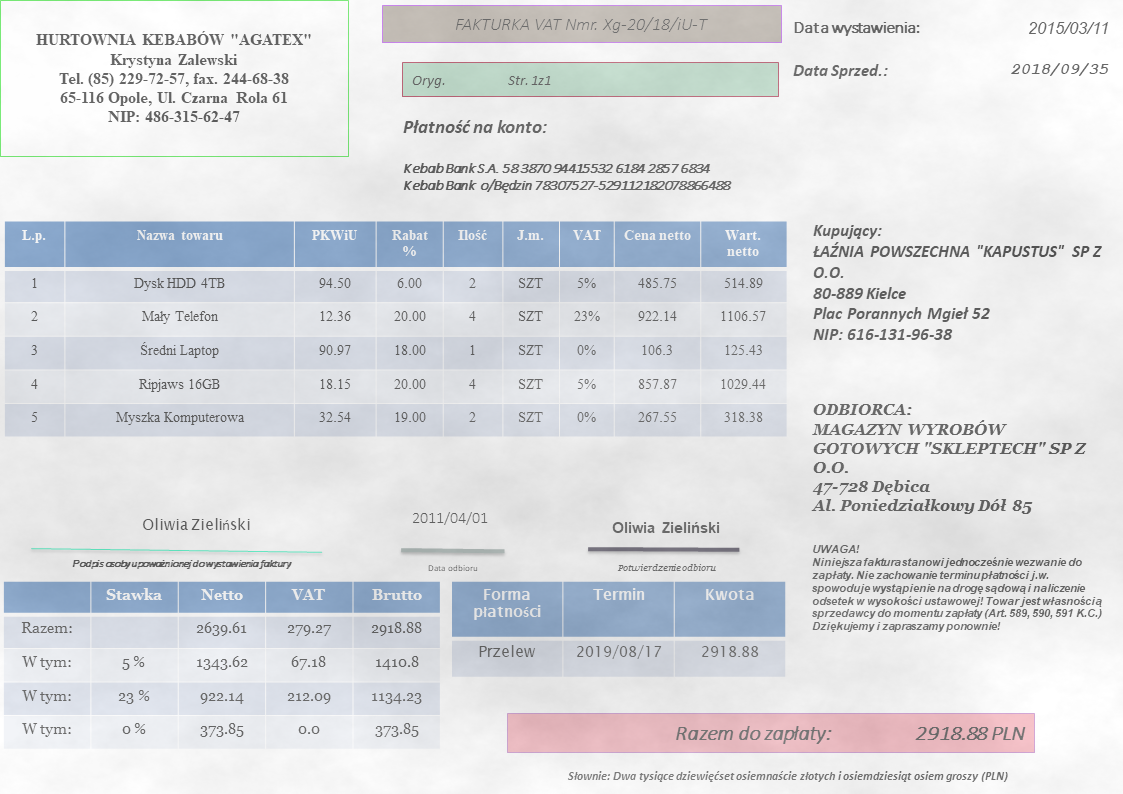 HURTOWNIA KEBABÓW "AGATEX"
Krystyna Zalewski
Tel. (85) 229-72-57, fax. 244-68-38
65-116 Opole, Ul. Czarna Rola 61
NIP: 486-315-62-47
FAKTURKA VAT Nmr. Xg-20/18/iU-T
Oryg. Str. 1z1
Data wystawienia: 2015/03/11
Data Sprzed.: 2018/09/35
Płatność na konto:
Kebab Bank S.A. 58 3870 94415532 6184 2857 6834
Kebab Bank o/Będzin 78307527-529112182078866488
L.p. Nazwa towaru PKWiU Rabat % Ilość J.m. VAT Cena netto Wart. netto
1 Dysk HDD 4TB 94.50 6.00 2 SZT 5% 485.75 514.89
2 Mały Telefon 12.36 20.00 4 SZT 23% 922.14 1106.57
3 Średni Laptop 90.97 18.00 1 SZT 0% 106.3 125.43
4 Ripjaws 16GB 18.15 20.00 4 SZT 5% 857.87 1029.44
5 Myszka Komputerowa 32.54 19.00 2 SZT 0% 267.55 318.38
Kupujący:
ŁAŹNIA POWSZECHNA "KAPUSTUS" SP Z
O.O.
80-889 Kielce
Plac Porannych Mgieł 52
NIP: 616-131-96-38
ODBIORCA:
MAGAZYN WYROBÓW
GOTOWYCH "SKLEPTECH" SP Z
O.O.
47-728 Dębica
Al. Poniedziałkowy Dół 85
Oliwia Zieliński
Podpis osoby upoważnionej do wystawienia faktury
2011/04/01
Data odbioru
Oliwia Zieliński
Potwierdzenie odbioru
UWAGA!
Niniejsza faktura stanowi jednocześnie wezwanie do
zapłaty. Nie zachowanie terminu płatności j.w.
spowoduje wystąpienie na drogę sądową i naliczenie
odsetek w wysokości ustawowej! Towar jest własnością
sprzedawcy do momentu zapłaty (Art. 589, 590, 591 K.C.)
Dziękujemy i zapraszamy ponownie!
Stawka Netto VAT Brutto
Razem: 2639.61 279.27 2918.88
W tym: 5 % 1343.62 67.18 1410.8
W tym: 23 % 922.14 212.09 1134.23
W tym: 0 % 373.85 0.0 373.85
Forma płatności Termin Kwota
Przelew 2019/08/17 2918.88
Razem do zapłaty: 2918.88 PLN
Słownie: Dwa tysiące dziewięćset osiemnaście złotych i osiemdziesiąt osiem groszy (PLN)